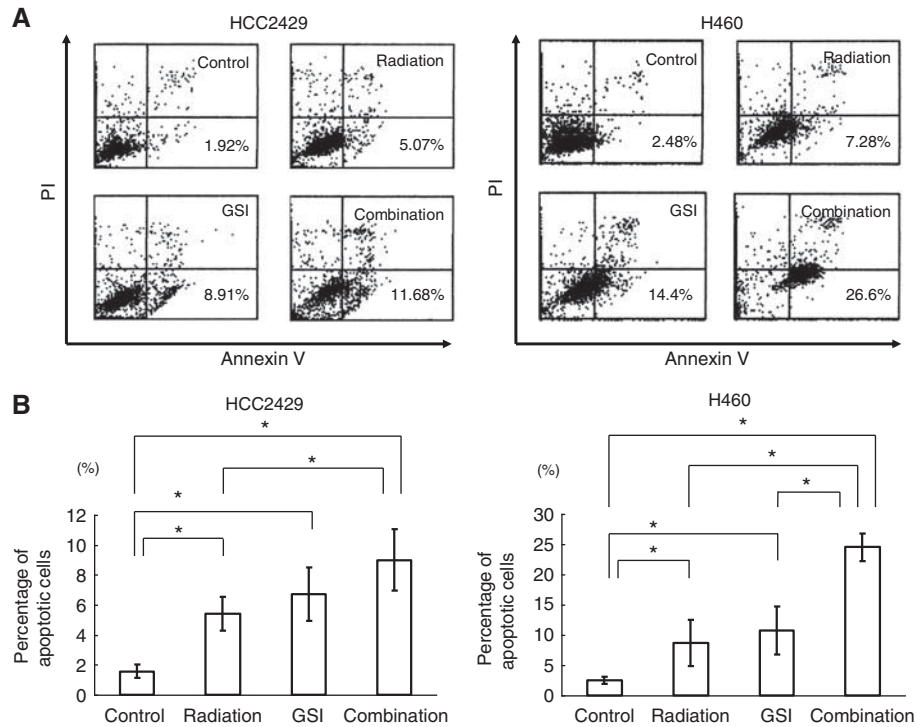 A
HCC2429
H460
PI
Control
1.92%
Radiation
5.07%
GSI
8.91%
Combination
11.68%
Annexin V
PI
Control
2.48%
Radiation
7.28%
GSI
14.4%
Combination
26.6%
Annexin V
B
HCC2429
(%)
* * * *
Percentage of
apoptotic cells
12
10
8
6
4
2
0
Control Radiation GSI Combination
H460
(%)
* * * * *
Percentage of
apoptotic cells
30
25
20
15
10
5
0
Control Radiation GSI Combination